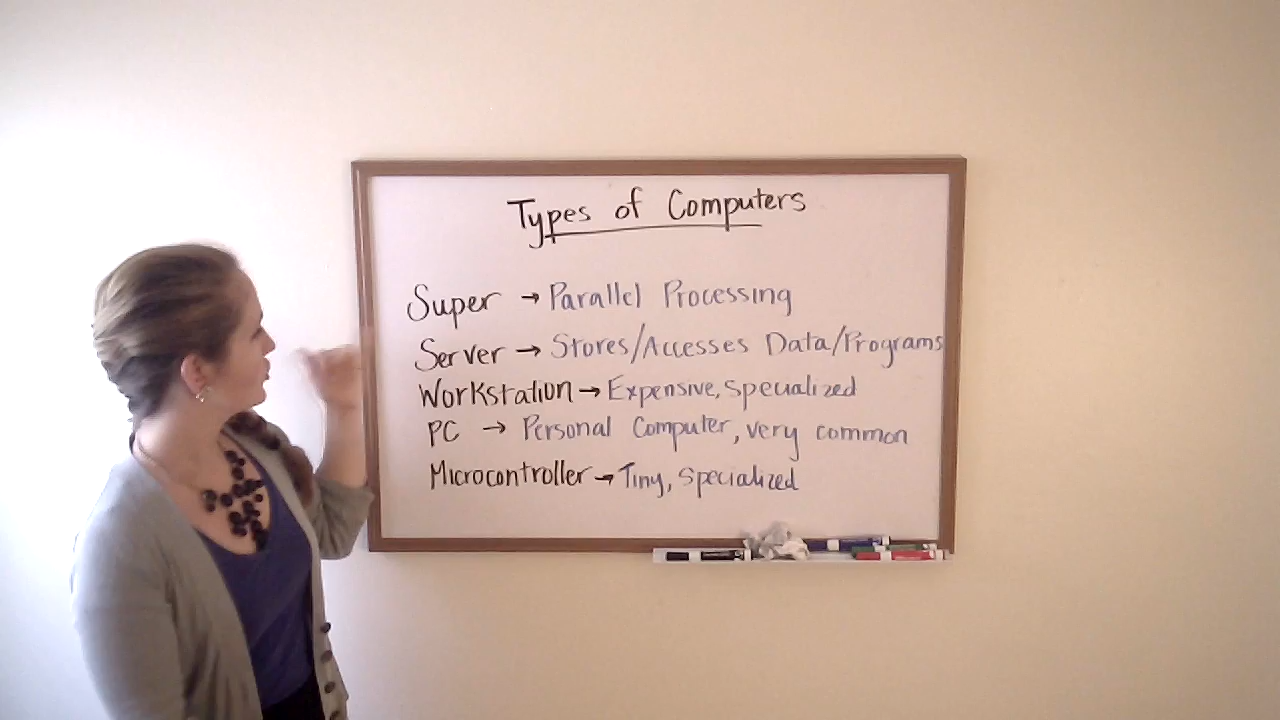 Types of Computers
Super → Parallel Processing
Server → Stores/Accesses Data/Programs
Workstation → Expensive, Specialized
PC → Personal Computer, very common
Microcontroller → Tiny, Specialized